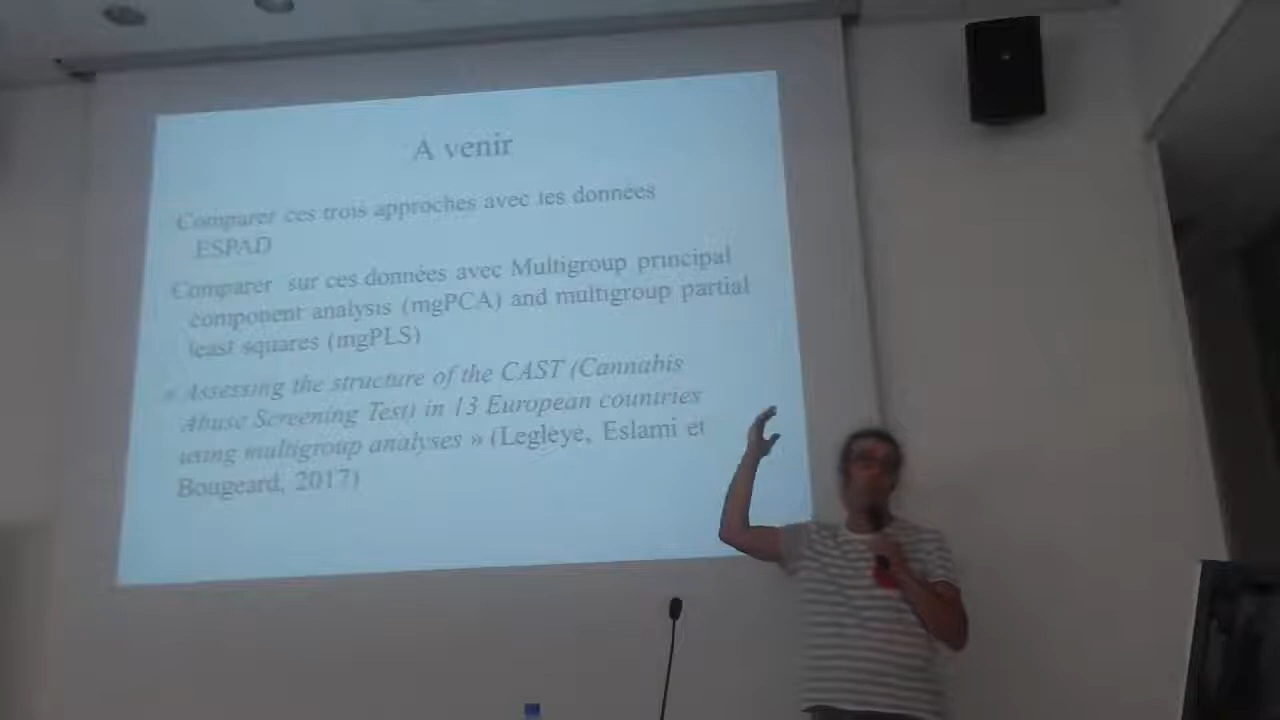 A venir
Comparer ces trois approches avec les données
ESPAD
Comparer sur ces données avec Multigroup principal
component analysis (mgPCA) and multigroup partial
least squares (mgPLS)
« Assessing the structure of the CAST (Cannabis
Abuse Screening Test) in 13 European countries
using multigroup analyses » (Legleye, Eslami et
Bougeard, 2017)